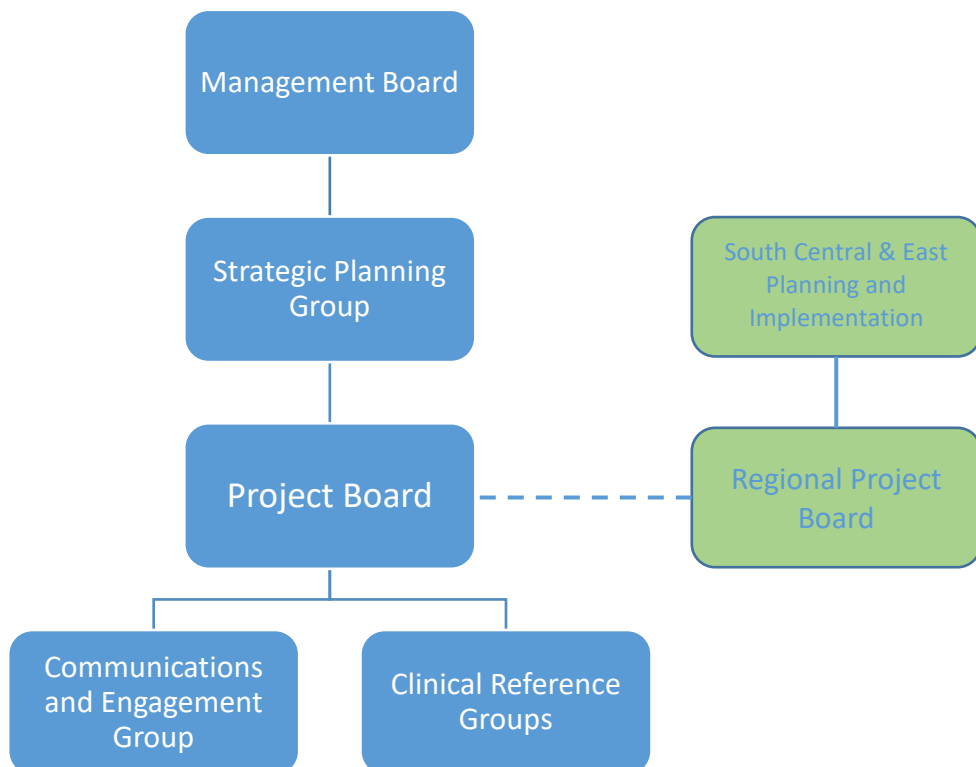 Management Board
Strategic Planning
Group
South Central & East
Planning and
Implementation
Project Board
Regional Project
Board
Communications
and Engagement
Group
Clinical Reference
Groups